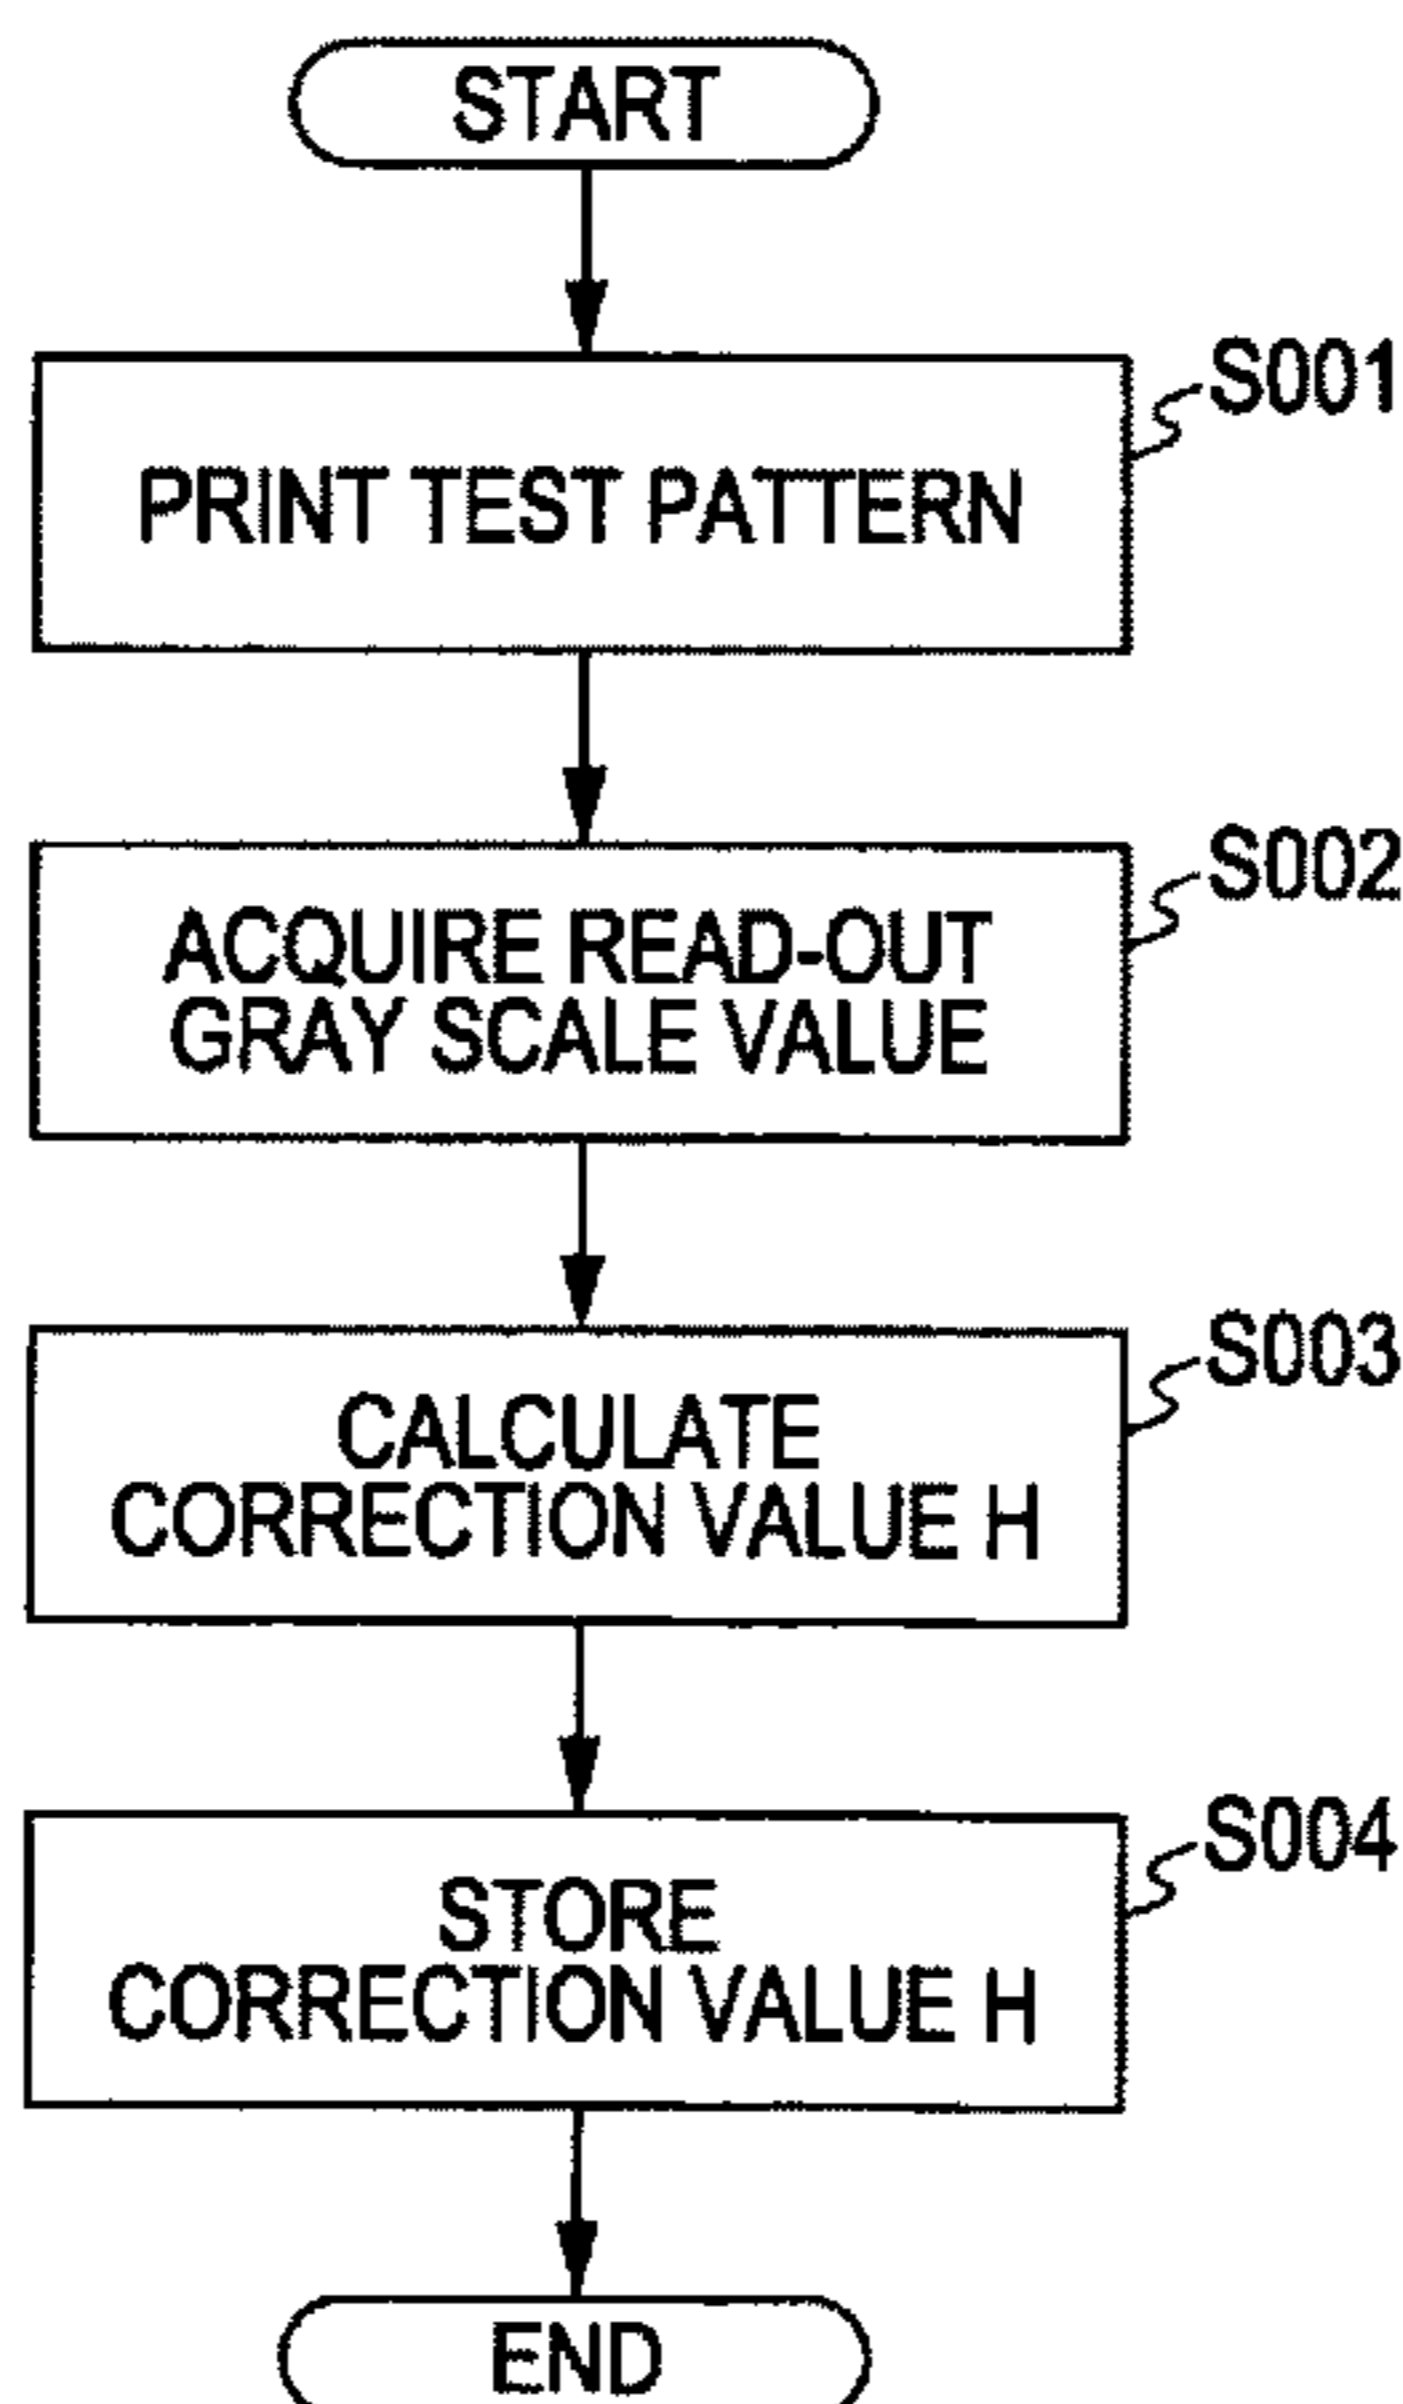 START
S001
PRINT TEST PATTERN
S002
ACQUIRE READ-OUT
GRAY SCALE VALUE
S003
CALCULATE
CORRECTION VALUE H
S004
STORE
CORRECTION VALUE H
END